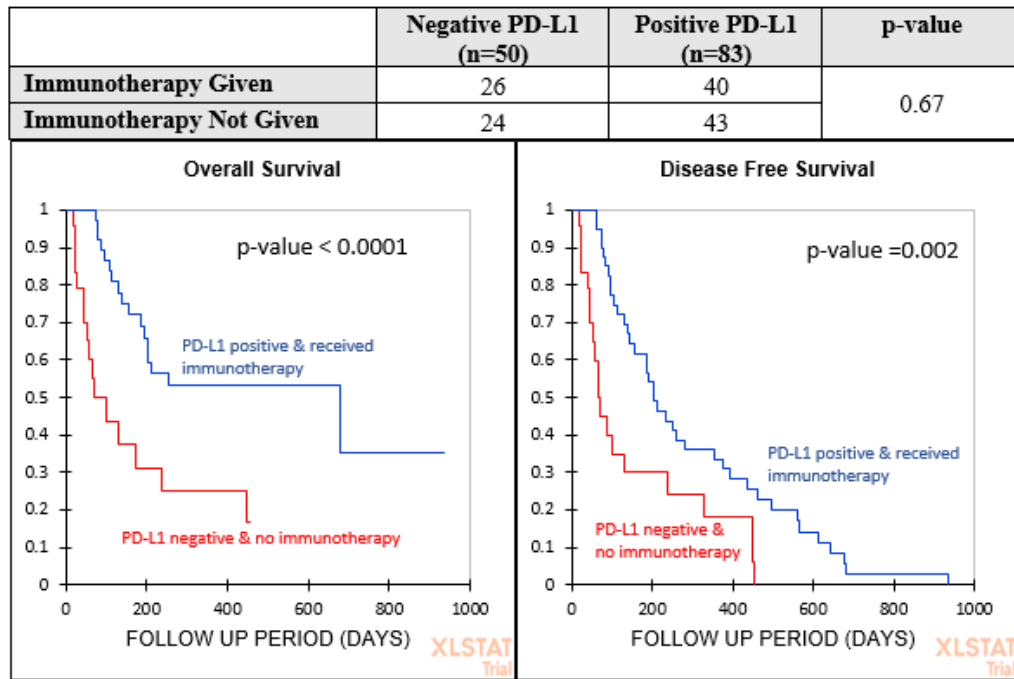 Negative PD-L1 (n=50) Positive PD-L1 (n=83) p-value
Immunotherapy Given 26 40 0.67
Immunotherapy Not Given 24 43
Overall Survival
1
0.9
0.8
0.7
0.6
0.5
0.4
0.3
0.2
0.1
0
p-value < 0.0001
PD-L1 positive & received
immunotherapy
PD-L1 negative & no immunotherapy
0 200 400 600 800 1000
FOLLOW UP PERIOD (DAYS)
XLSTAT
Trial
Disease Free Survival
1
0.9
0.8
0.7
0.6
0.5
0.4
0.3
0.2
0.1
0
p-value =0.002
PD-L1 positive & received
immunotherapy
PD-L1 negative &
no immunotherapy
0 200 400 600 800 1000
FOLLOW UP PERIOD (DAYS)
XLSTAT
Trial